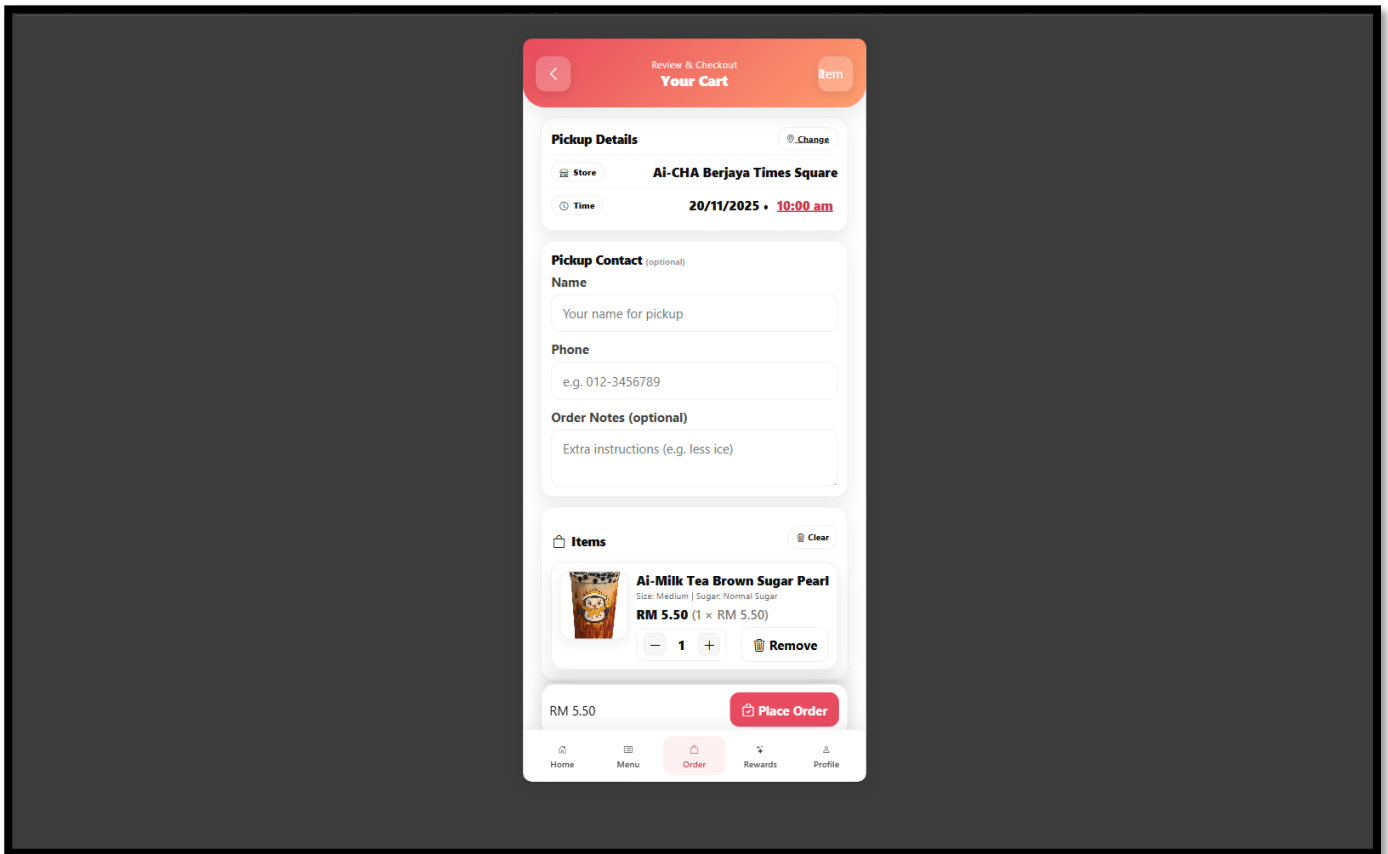 Review & Checkout
Your Cart
Item
Pickup Details
Change
Store
Ai-CHA Berjaya Times Square
Time
20/11/2025 • 10:00 am
Pickup Contact (optional)
Name
Your name for pickup
Phone
e.g. 012-3456789
Order Notes (optional)
Extra instructions (e.g. less ice)
Items
Clear
Ai-Milk Tea Brown Sugar Pearl
Size: Medium | Sugar: Normal Sugar
RM 5.50 (1 × RM 5.50)
− 1 +
Remove
RM 5.50
Place Order
Home
Menu
Order
Rewards
Profile